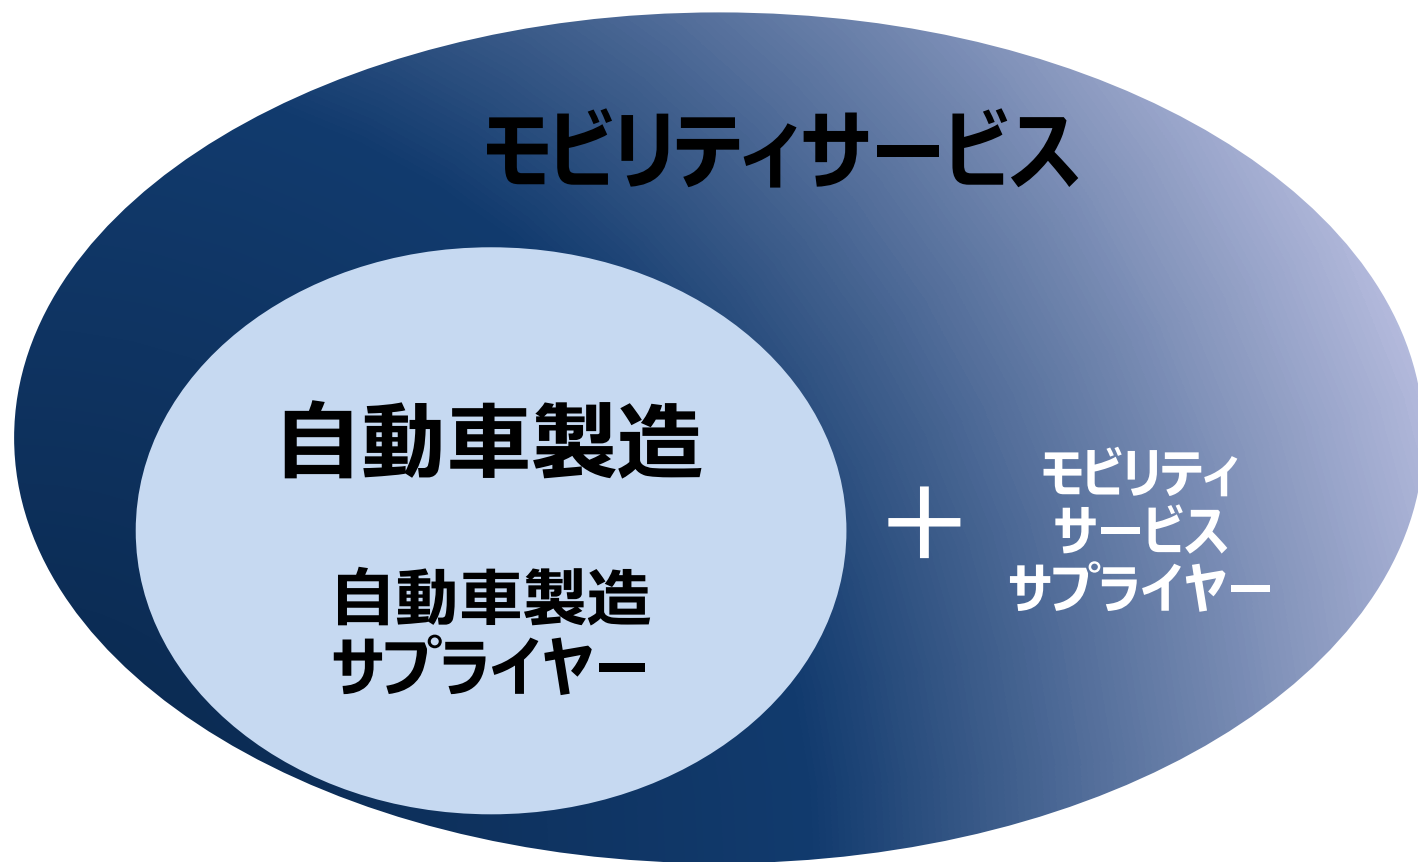 モビリティサービス
自動車製造
自動車製造
サプライヤー
+
モビリティ
サービス
サプライヤー